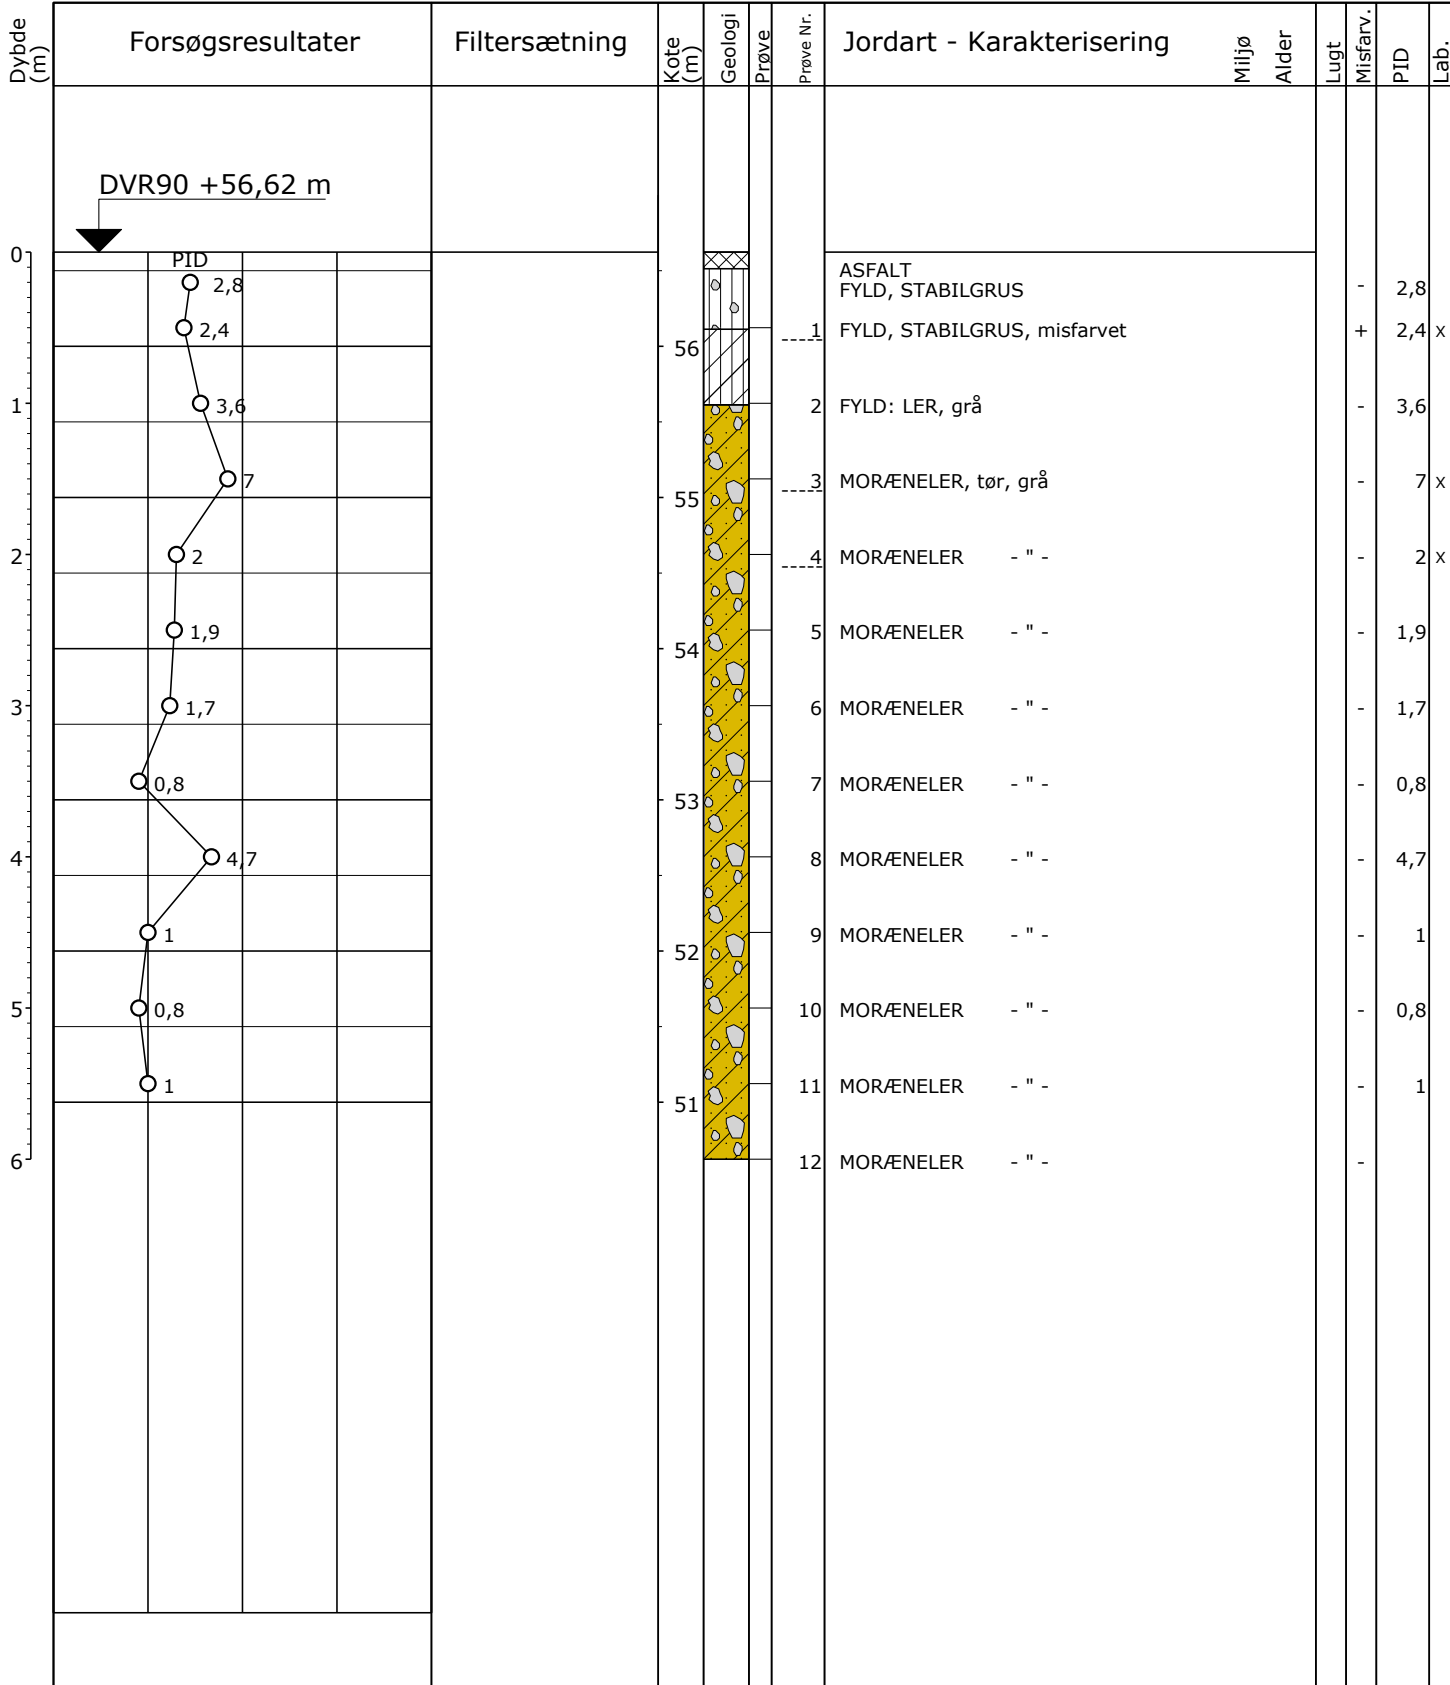 Dybde (m) Forsøgsresultater Filtersætning Kote (m) Geologi Prøve Prøve Nr. Jordart - Karakterisering Miljø Alder Lugt Misfarv. PID Lab.
DVR90 +56,62 m
0
PID
ASFALT
2,8 FYLD, STABILGRUS - 2,8
2,4 1 FYLD, STABILGRUS, misfarvet + 2,4 x
56
1 3,6 2 FYLD: LER, grå - 3,6
7 3 MORÆNELER, tør, grå - 7 x
55
2 2 4 MORÆNELER - " - - 2 x
1,9 5 MORÆNELER - " - - 1,9
54
3 1,7 6 MORÆNELER - " - - 1,7
0,8 7 MORÆNELER - " - - 0,8
53
4 4,7 8 MORÆNELER - " - - 4,7
1 9 MORÆNELER - " - - 1
52
5 0,8 10 MORÆNELER - " - - 0,8
1 11 MORÆNELER - " - - 1
51
6 12 MORÆNELER - " - -